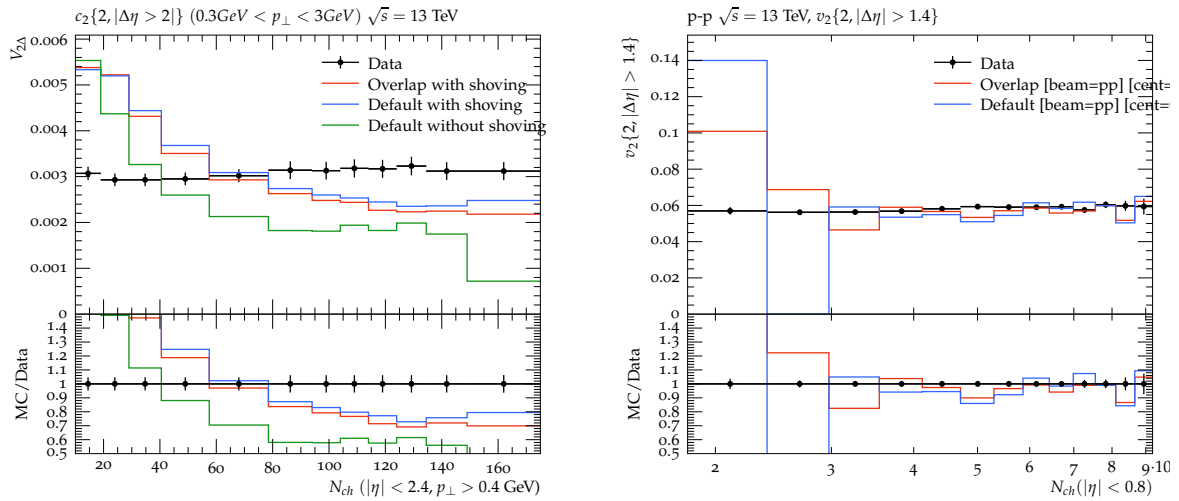 c₂{2, |Δη > 2|} (0.3GeV < p⊥ < 3GeV) √s = 13 TeV
V₂Δ
0.006
0.005
0.004
0.003
0.002
0.001
0
Data
Overlap with shoving
Default with shoving
Default without shoving
MC/Data
1.4
1.3
1.2
1.1
1
0.9
0.8
0.7
0.6
0.5
20 40 60 80 100 120 140 160
N_ch (|η| < 2.4, p⊥ > 0.4 GeV)
p-p √s = 13 TeV, v₂{2, |Δη| > 1.4}
v₂{2, |Δη| > 1.4}
0.14
0.12
0.1
0.08
0.06
0.04
0.02
0
Data
Overlap [beam=pp] [cent=
Default [beam=pp] [cent=
MC/Data
1.4
1.3
1.2
1.1
1
0.9
0.8
0.7
0.6
0.5
2 3 4 5 6 7 8 9 ·10
N_ch(|η| < 0.8)